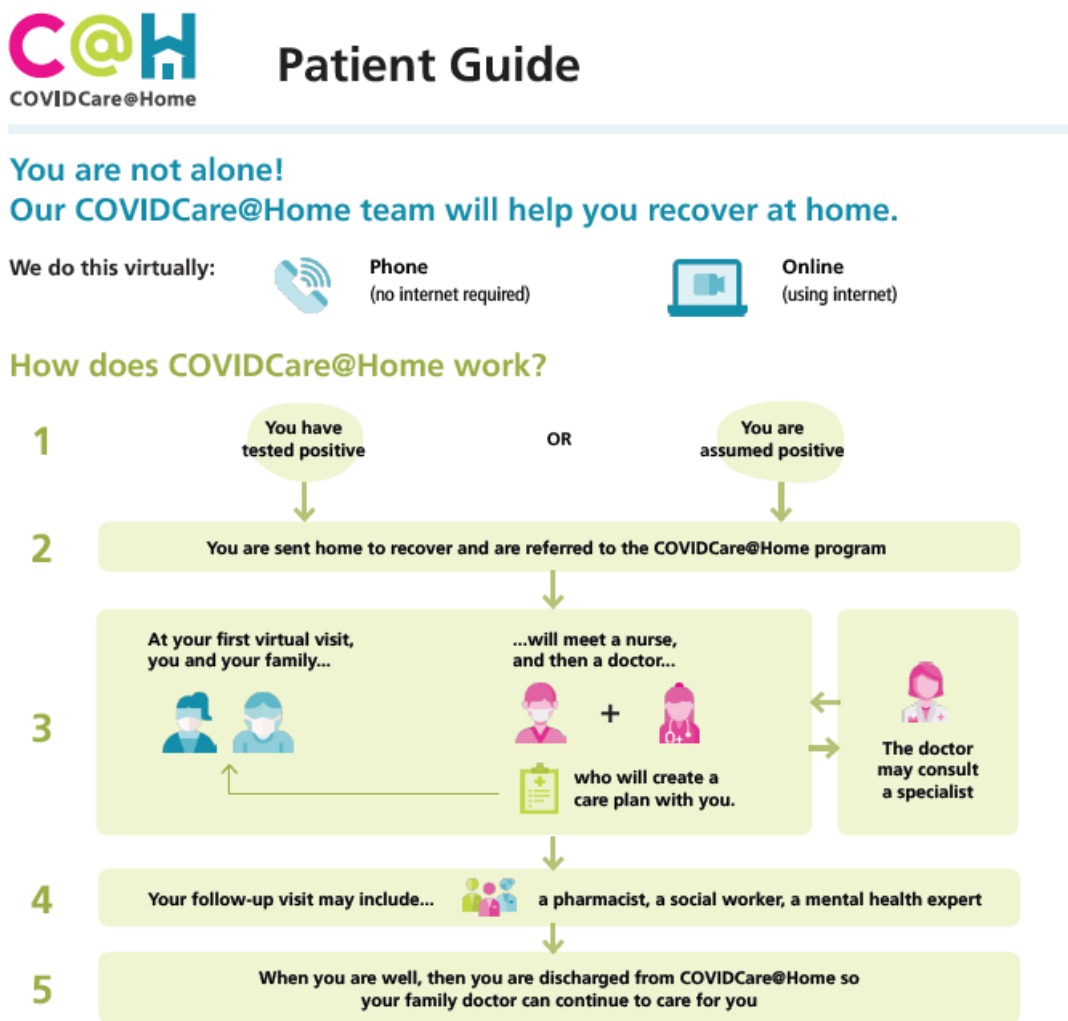 C@H
COVIDCare@Home
Patient Guide
You are not alone!
Our COVIDCare@Home team will help you recover at home.
We do this virtually:
Phone
(no internet required)
Online
(using internet)
How does COVIDCare@Home work?
1
You have
tested positive
OR
You are
assumed positive
2
You are sent home to recover and are referred to the COVIDCare@Home program
3
At your first virtual visit,
you and your family...
...will meet a nurse,
and then a doctor...
+
who will create a
care plan with you.
The doctor
may consult
a specialist
4
Your follow-up visit may include...
a pharmacist, a social worker, a mental health expert
5
When you are well, then you are discharged from COVIDCare@Home so
your family doctor can continue to care for you